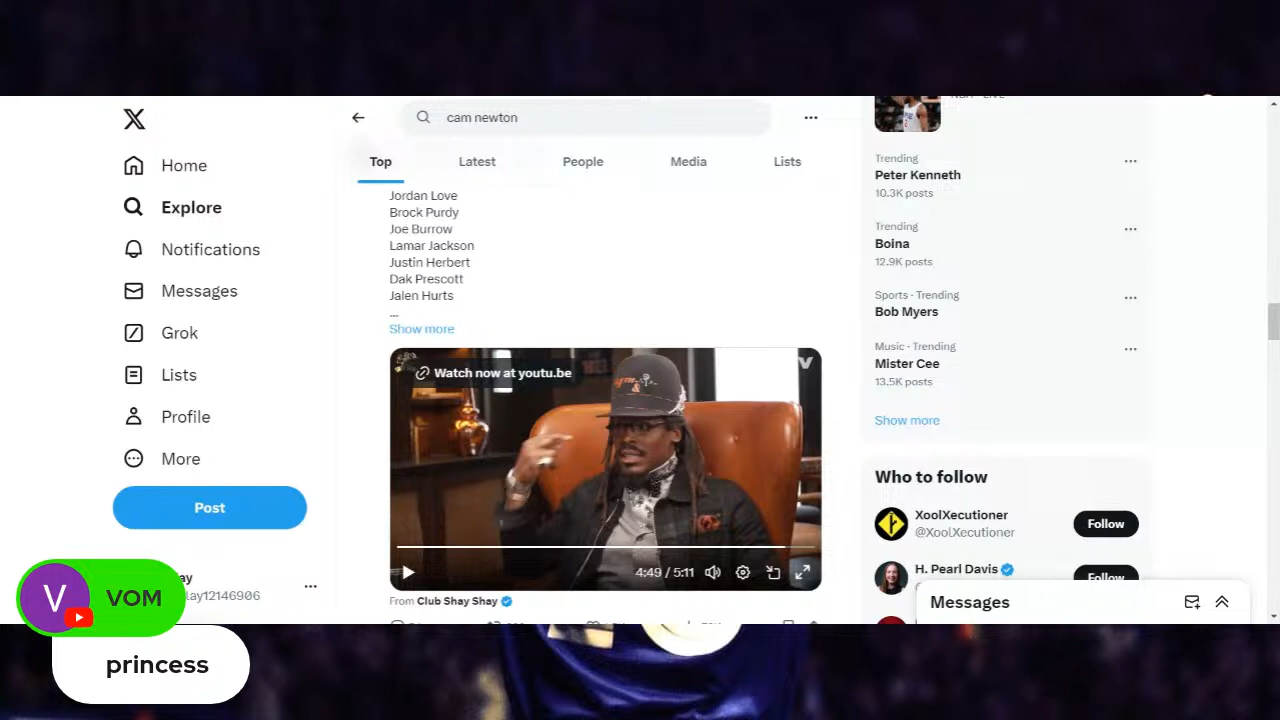 cam newton
Home
Explore
Notifications
Messages
Grok
Lists
Profile
More
Post
ay
lay12146906
Top
Latest
People
Media
Lists
Jordan Love
Brock Purdy
Joe Burrow
Lamar Jackson
Justin Herbert
Dak Prescott
Jalen Hurts
...
Show more
Watch now at youtu.be
4:49 / 5:11
From Club Shay Shay
Trending
Peter Kenneth
10.3K posts
Trending
Boina
12.9K posts
Sports · Trending
Bob Myers
Music · Trending
Mister Cee
13.5K posts
Show more
Who to follow
XoolXecutioner
@XoolXecutioner
Follow
H. Pearl Davis
Follow
Messages
V
VOM
princess